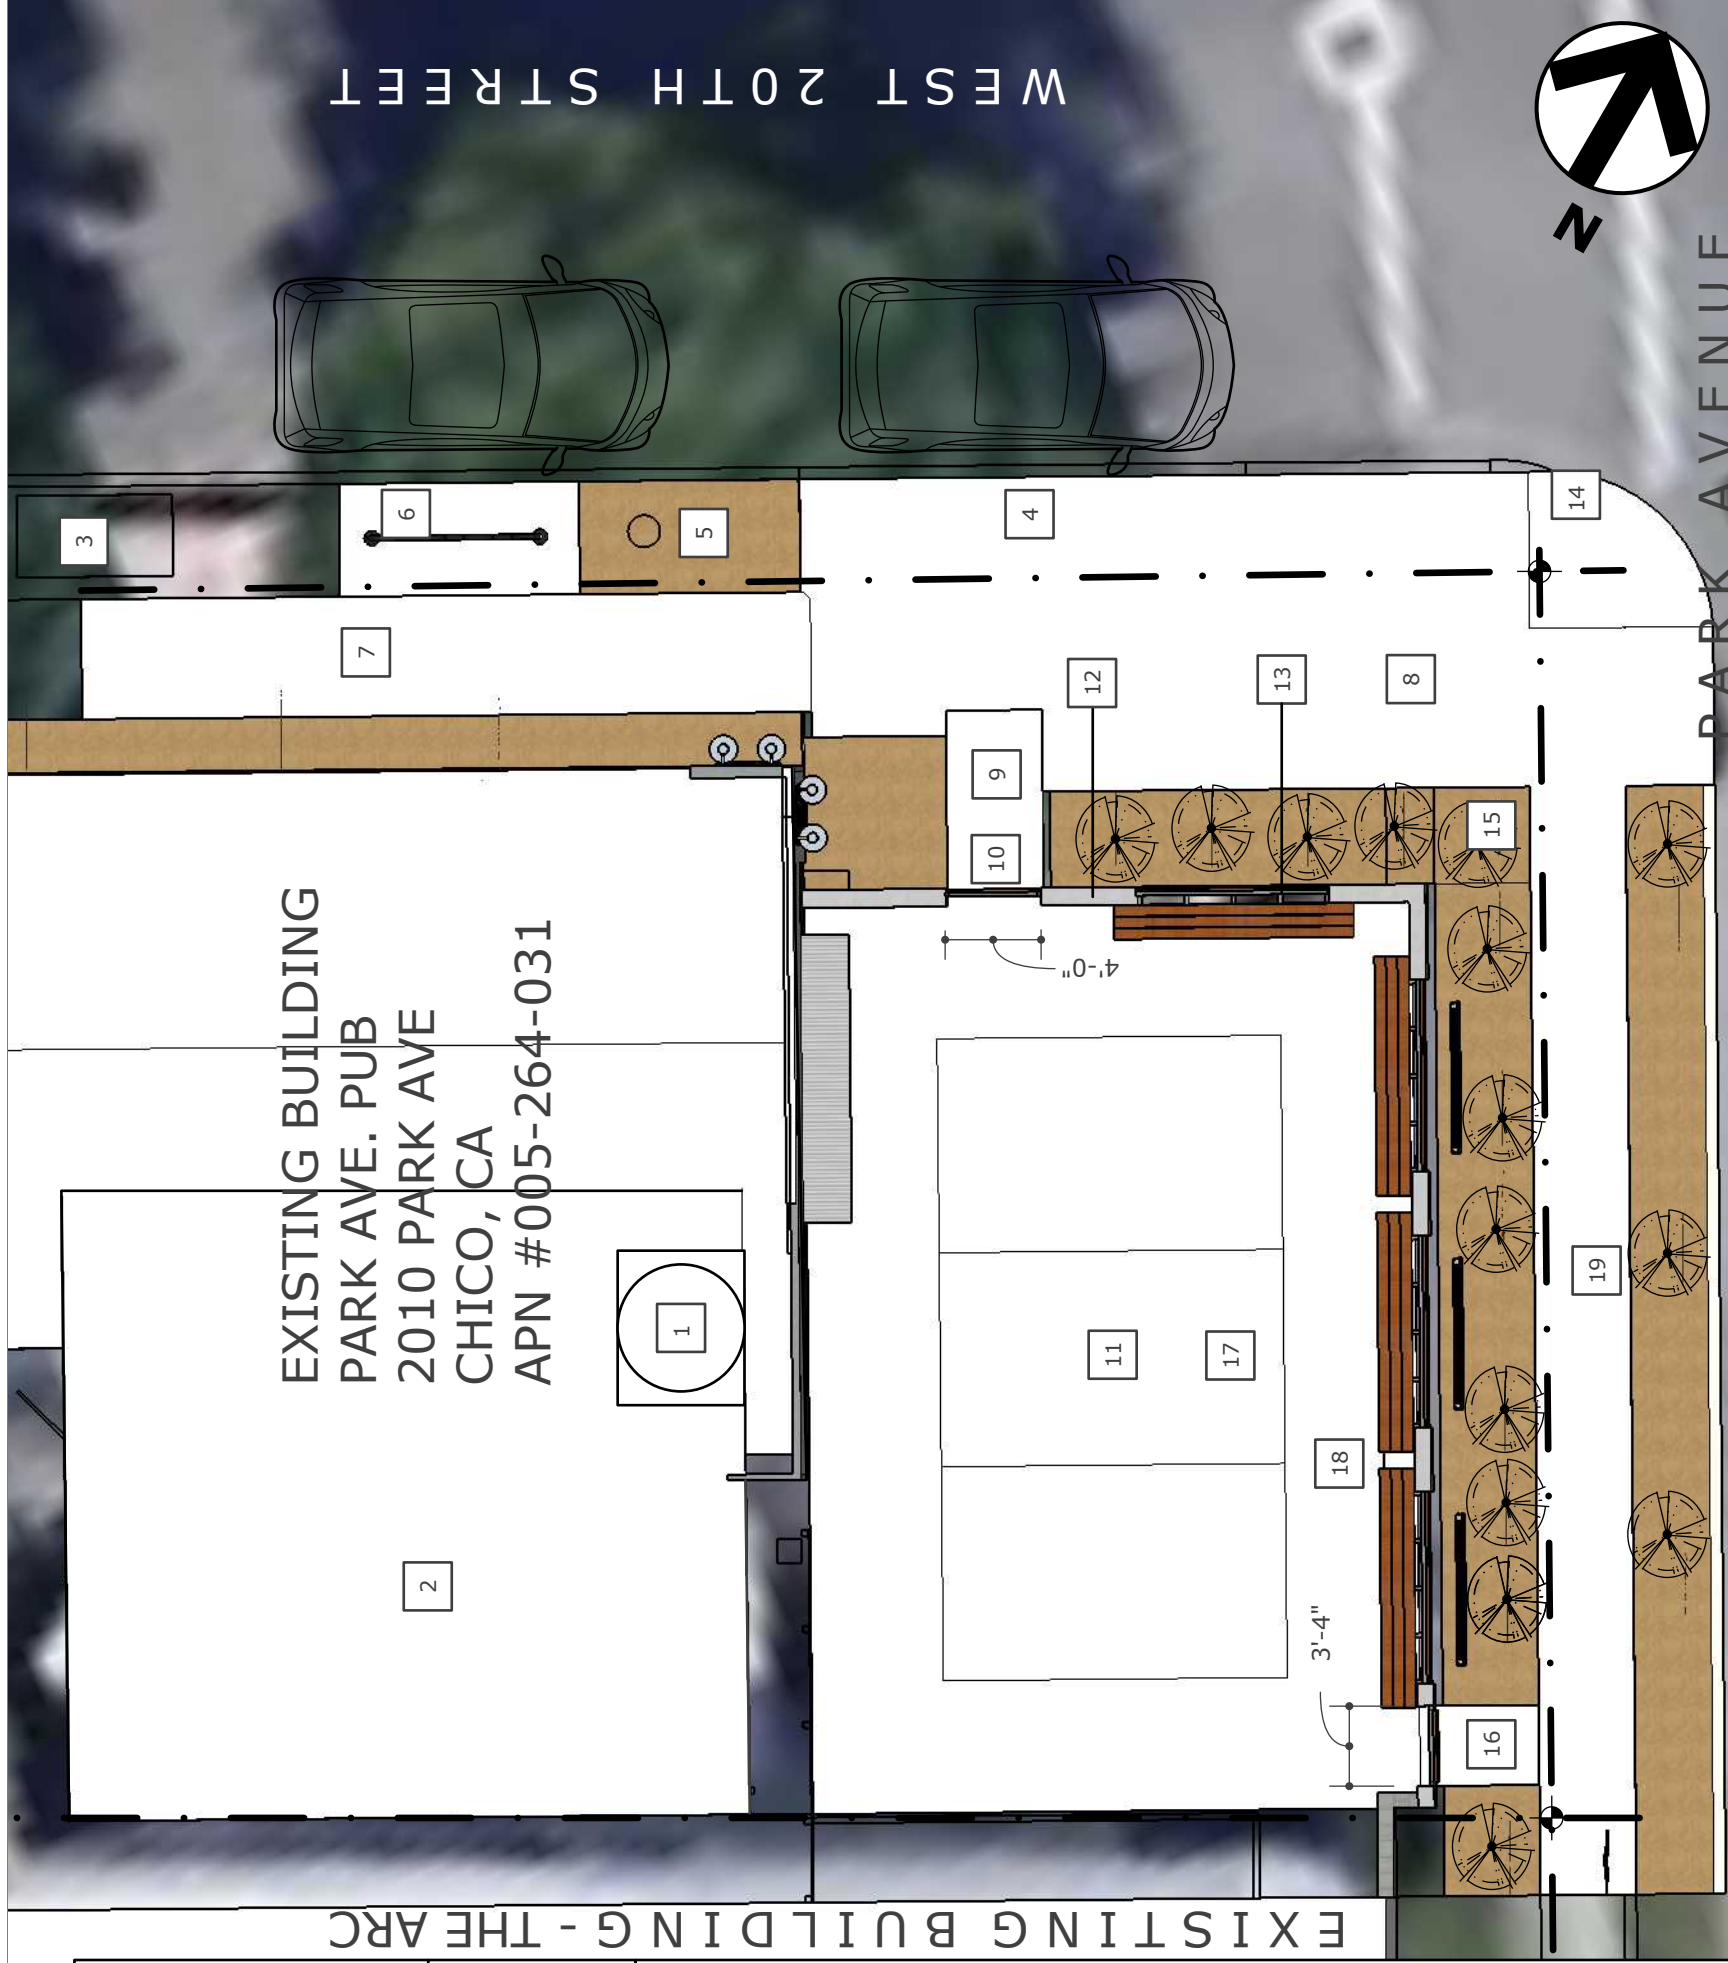 WEST 20TH STREET
N
PARK AVENUE
3
6
5
4
14
7
12
13
8
9
10
15
4'-0"
EXISTING BUILDING
PARK AVE. PUB
2010 PARK AVE
CHICO, CA
APN #005-264-031
1
11
17
19
18
2
3'-4"
16
EXISTING BUILDING - THE ARC